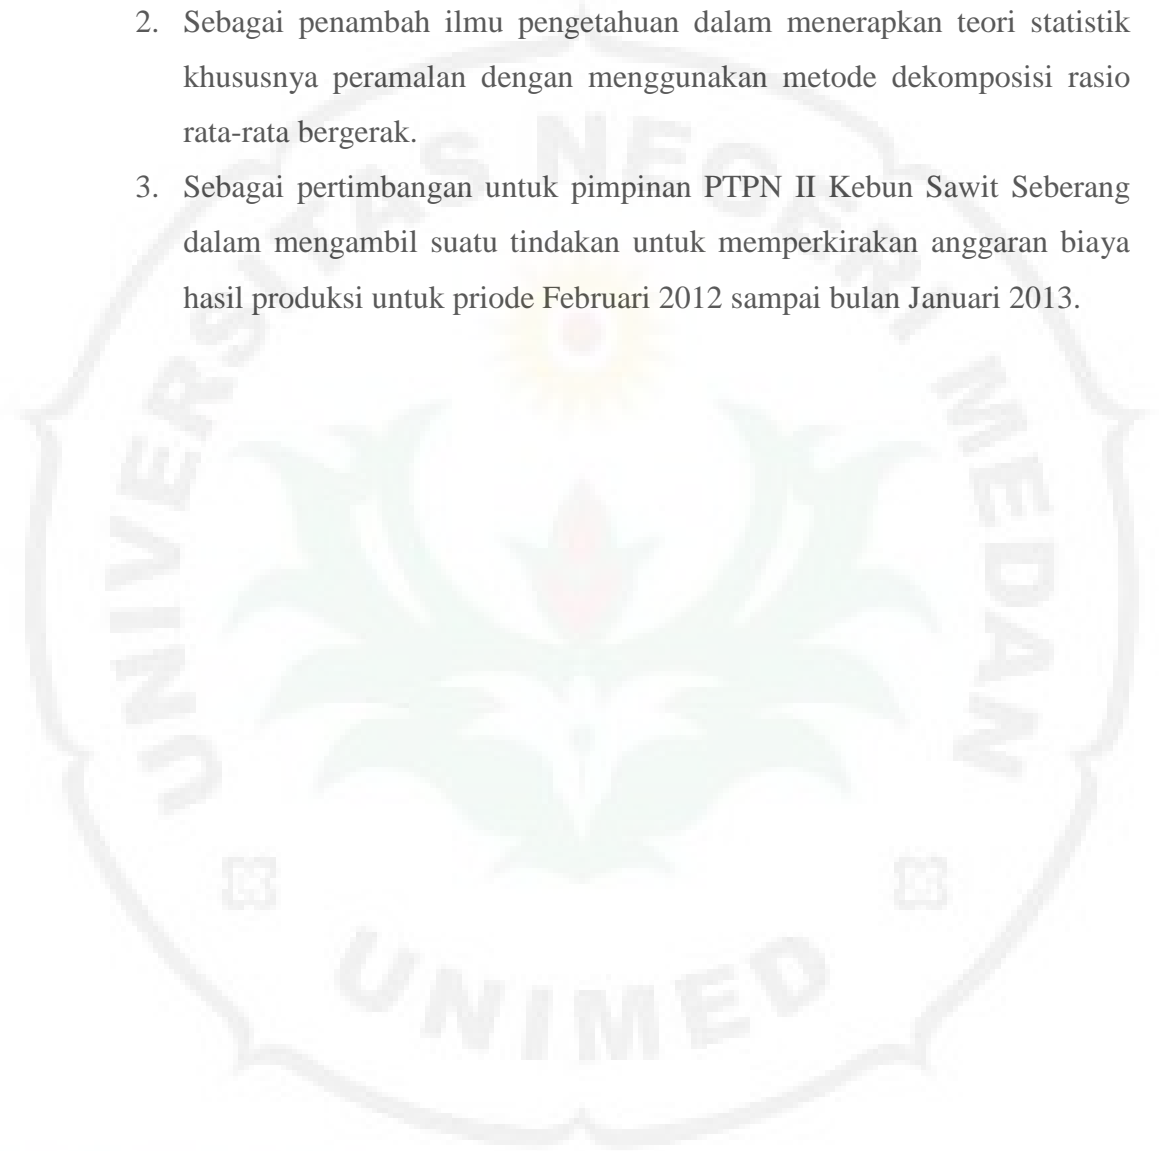 2. Sebagai penambah ilmu pengetahuan dalam menerapkan teori statistik
khususnya peramalan dengan menggunakan metode dekomposisi rasio
rata-rata bergerak.
3. Sebagai pertimbangan untuk pimpinan PTPN II Kebun Sawit Seberang
dalam mengambil suatu tindakan untuk memperkirakan anggaran biaya
hasil produksi untuk priode Februari 2012 sampai bulan Januari 2013.
UNIVERSITAS NEGERI MEDAN
UNIMED